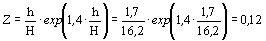 Z = h/H · exp(1,4 · h/H) = 1,7/16,2 · exp(1,4 · 1,7/16,2) = 0,12